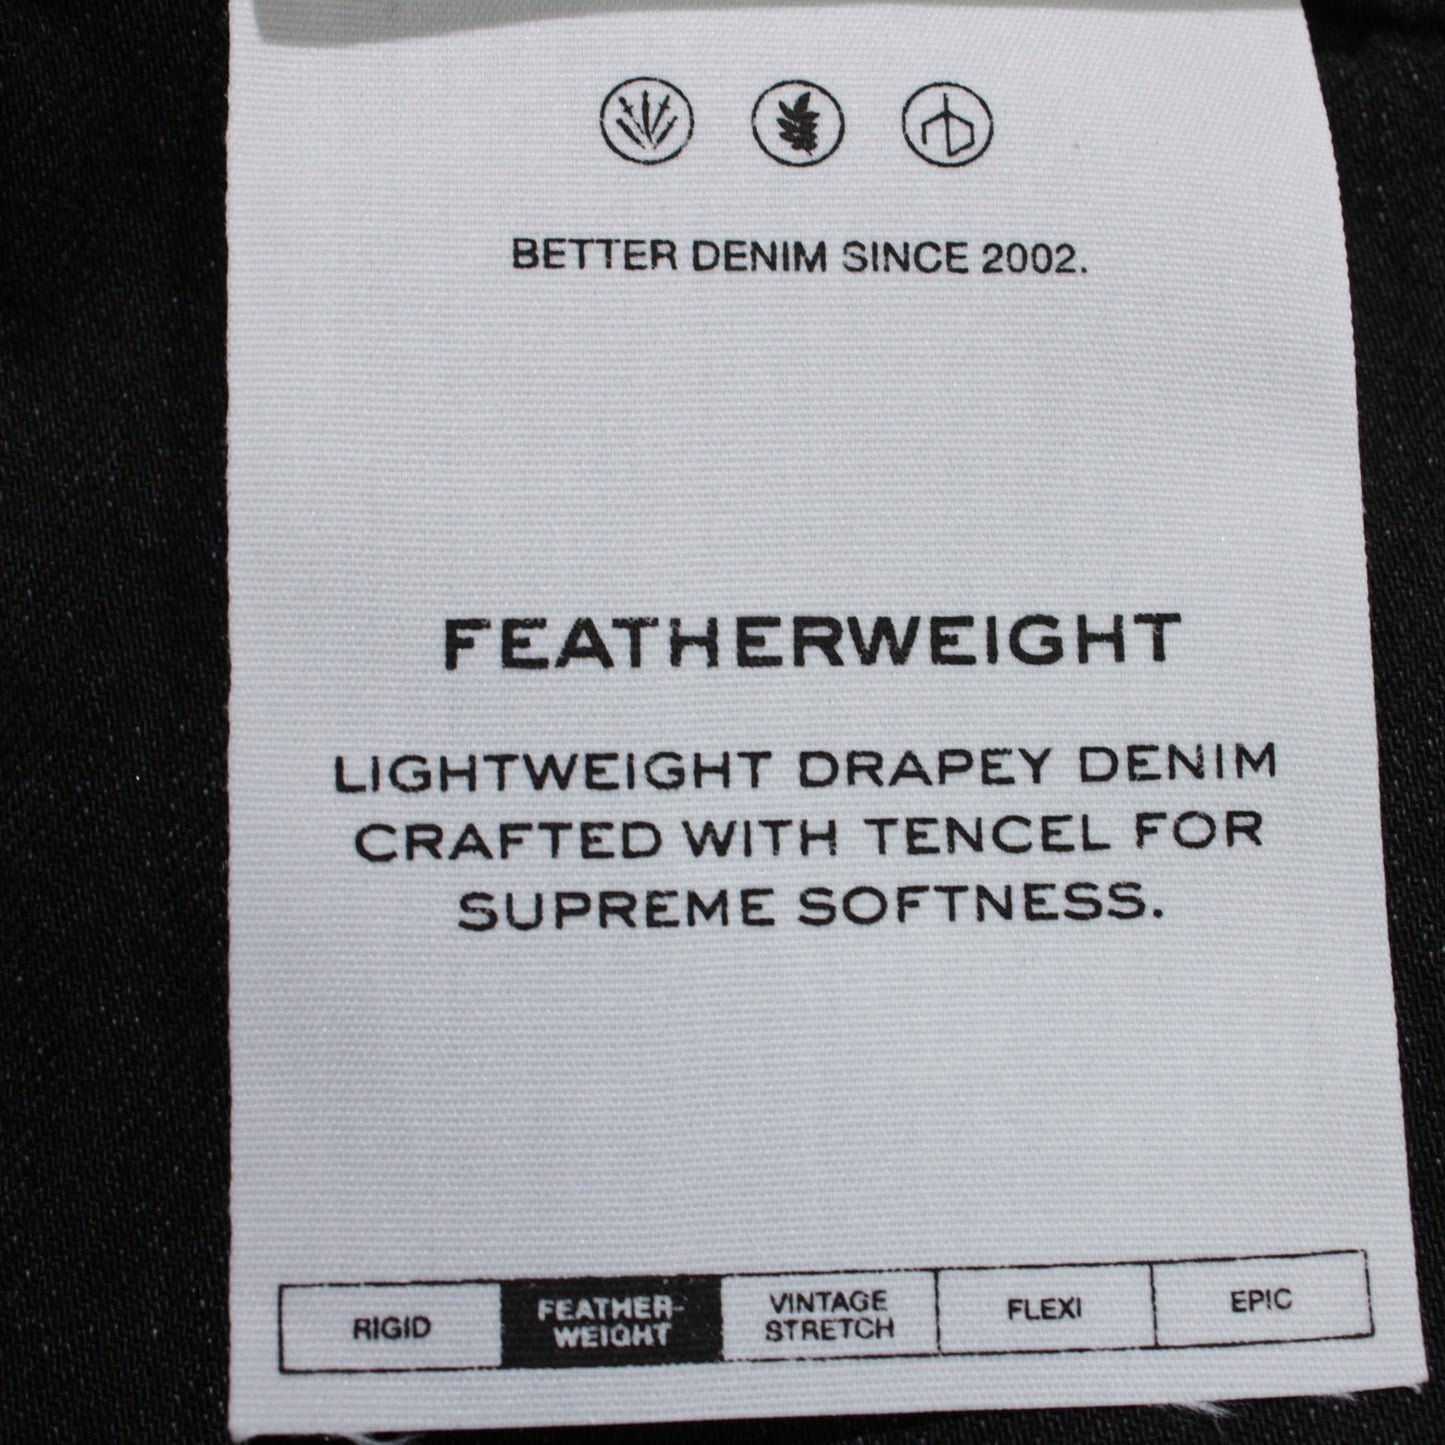 rb
BETTER DENIM SINCE 2002.
FEATHERWEIGHT
LIGHTWEIGHT DRAPEY DENIM
CRAFTED WITH TENCEL FOR
SUPREME SOFTNESS.
RIGID
FEATHER-
WEIGHT
VINTAGE
STRETCH
FLEXI
EPIC